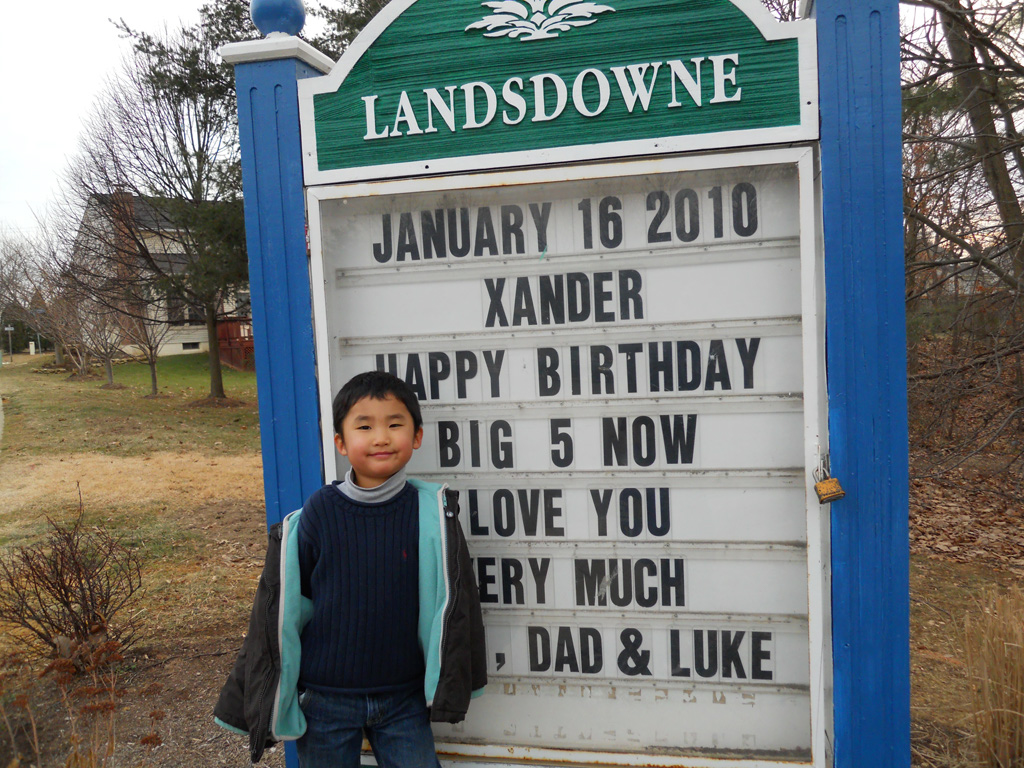 LANDSDOWNE
JANUARY 16 2010
XANDER
HAPPY BIRTHDAY
BIG 5 NOW
LOVE YOU
ERY MUCH
, DAD & LUKE